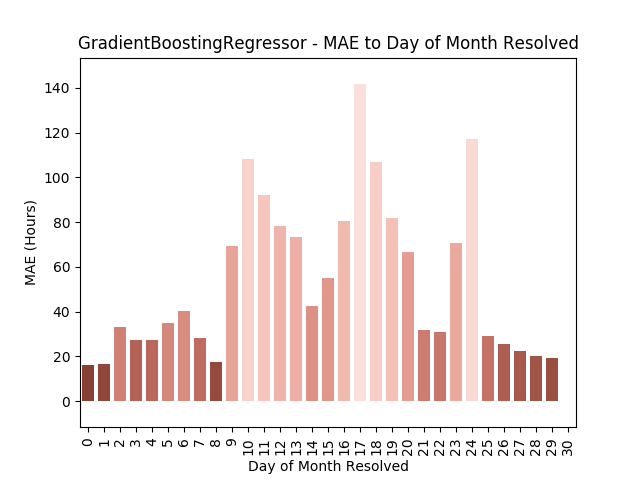 GradientBoostingRegressor - MAE to Day of Month Resolved
140
120
100
80
60
40
20
0
MAE (Hours)
0 1 2 3 4 5 6 7 8 9 10 11 12 13 14 15 16 17 18 19 20 21 22 23 24 25 26 27 28 29 30
Day of Month Resolved